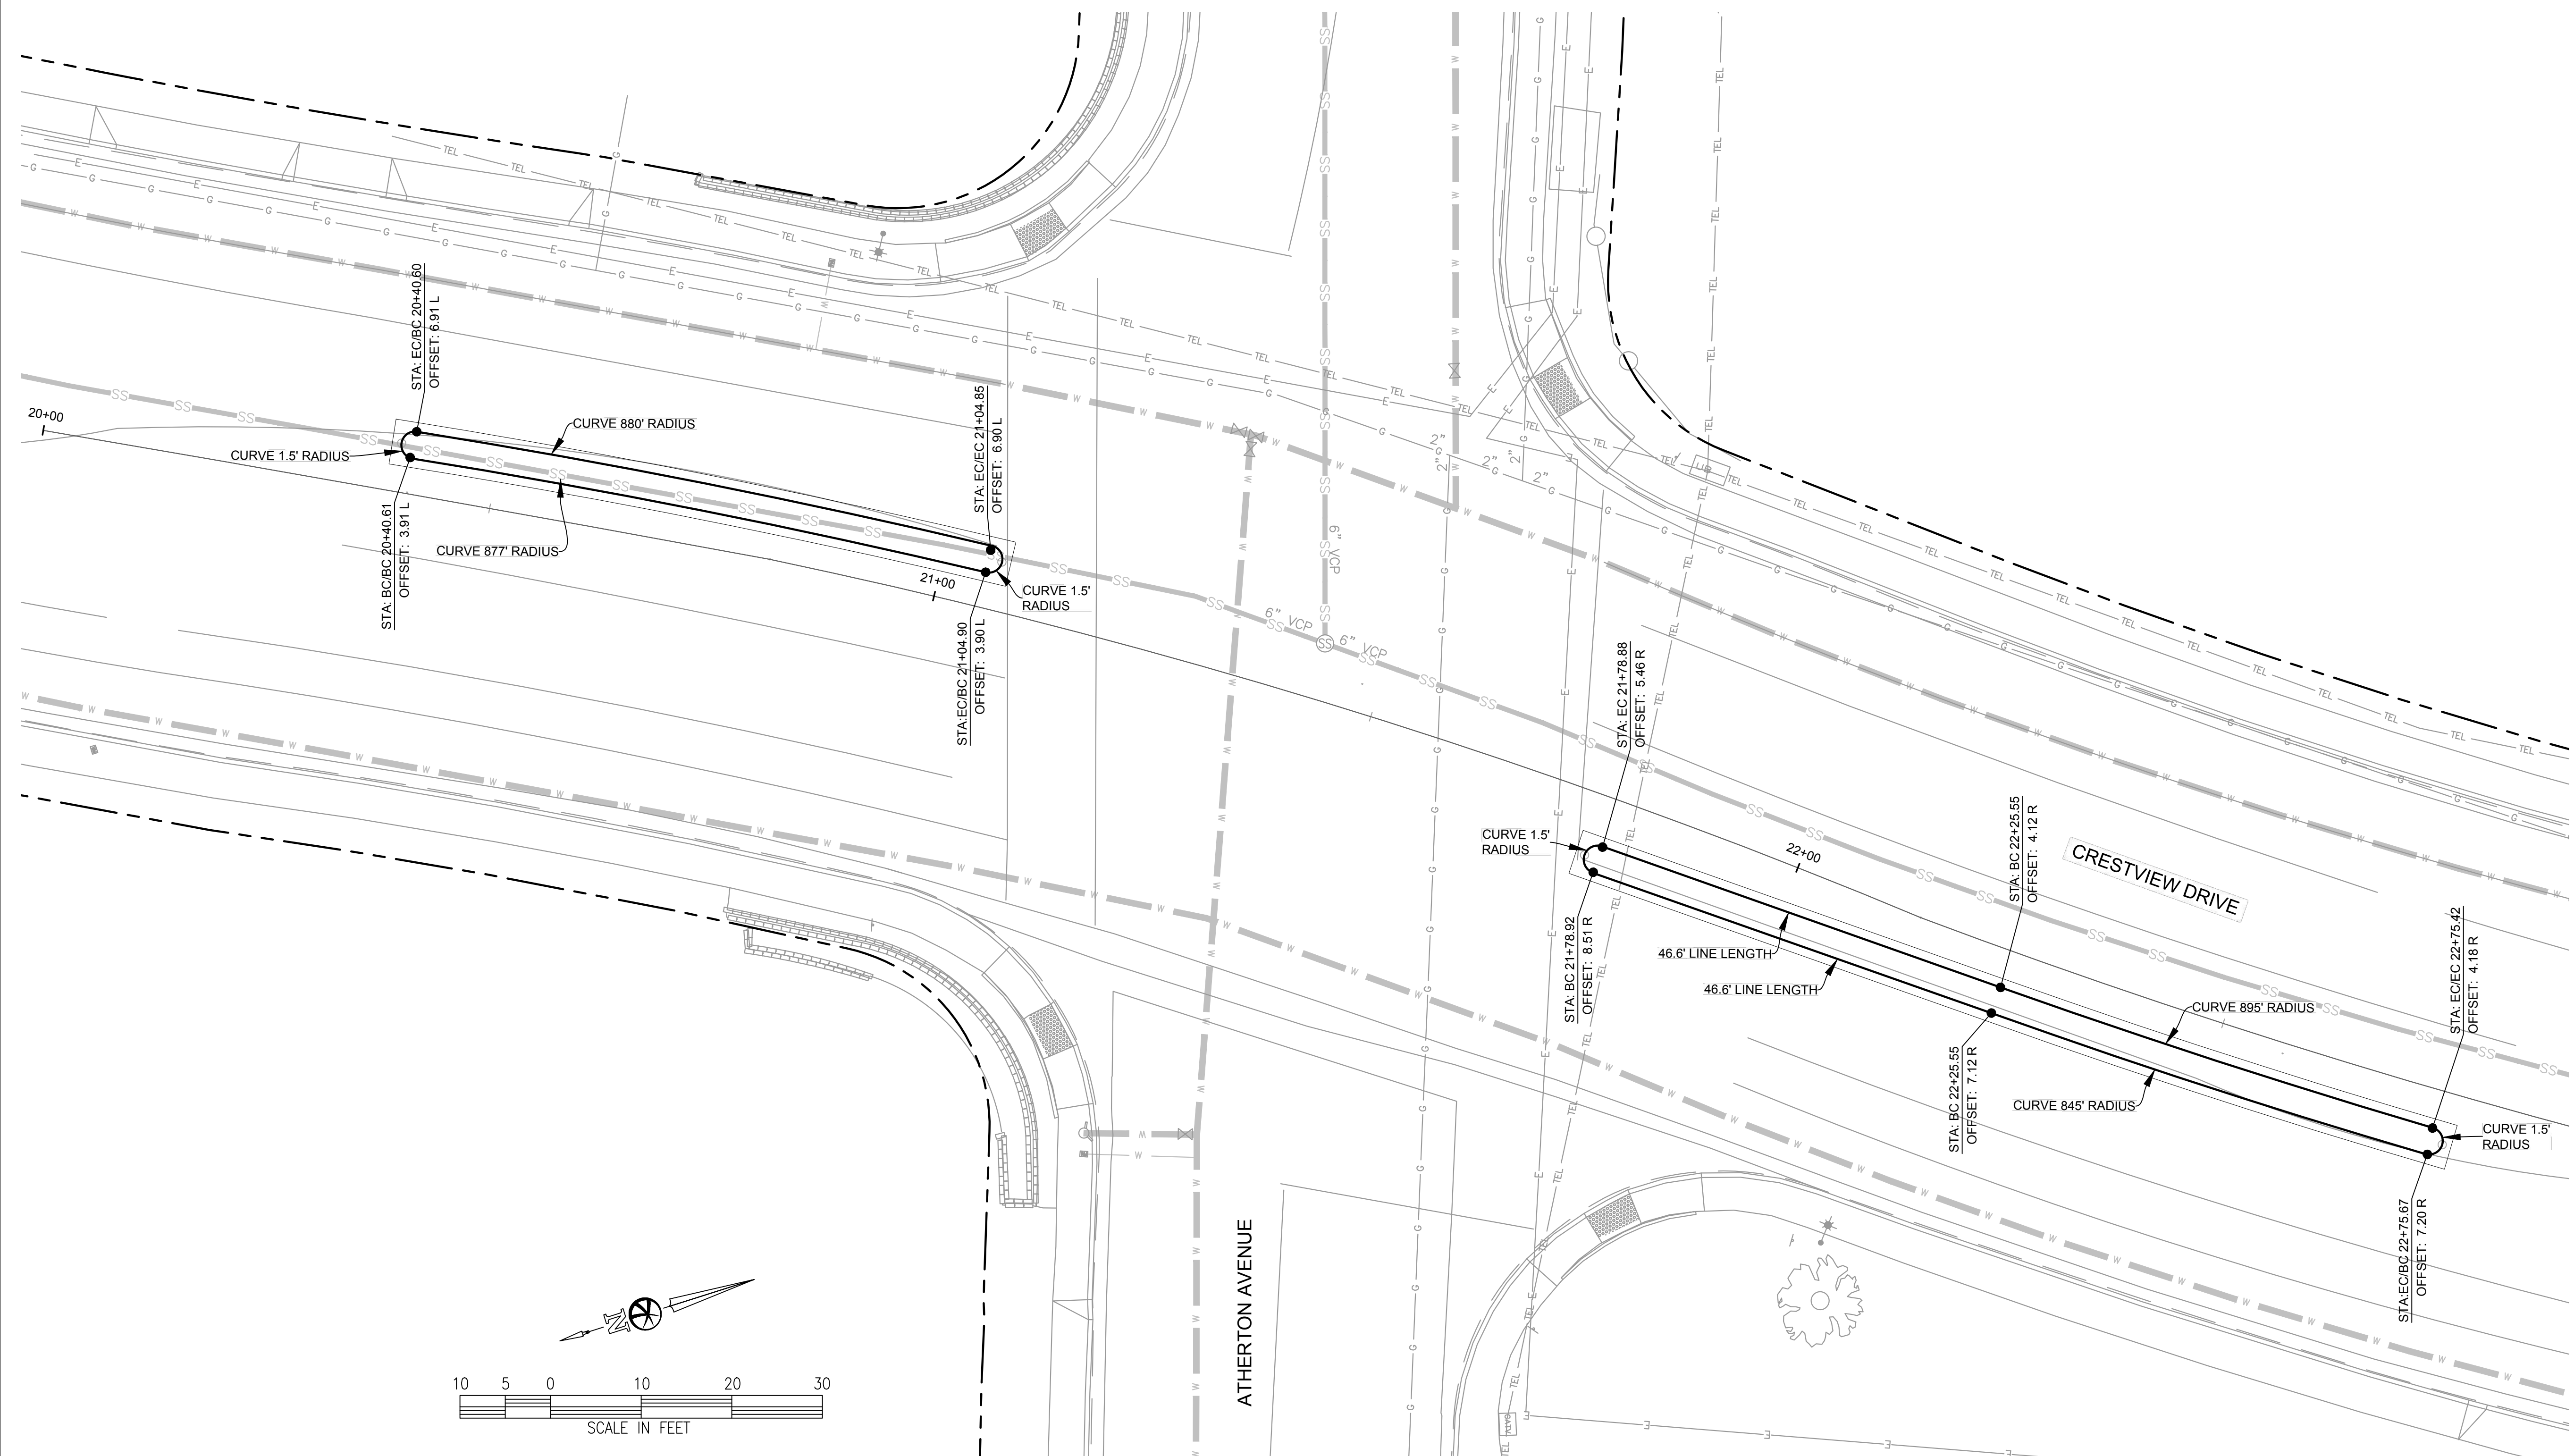 20+00
STA: EC/BC 20+40.60
OFFSET: 6.91 L
CURVE 880' RADIUS
CURVE 1.5' RADIUS
CURVE 877' RADIUS
STA: BC/BC 20+40.61
OFFSET: 3.91 L
STA: EC/EC 21+04.85
OFFSET: 6.90 L
21+00
CURVE 1.5'
RADIUS
STA:EC/BC 21+04.90
OFFSET: 3.90 L
6" VCP
6" VCP
6" VCP
SS
2"
2"
2"
2"
2"
UB
STA: EC 21+78.88
OFFSET: 5.46 R
CURVE 1.5'
RADIUS
22+00
STA: BC 21+78.92
OFFSET: 8.51 R
46.6' LINE LENGTH
46.6' LINE LENGTH
STA: BC 22+25.55
OFFSET: 4.12 R
CRESTVIEW DRIVE
STA: BC 22+25.55
OFFSET: 7.12 R
CURVE 895' RADIUS
CURVE 845' RADIUS
STA: EC/EC 22+75.42
OFFSET: 4.18 R
CURVE 1.5'
RADIUS
STA:EC/BC 22+75.67
OFFSET: 7.20 R
ATHERTON AVENUE
CATV
N
10 5 0 10 20 30
SCALE IN FEET